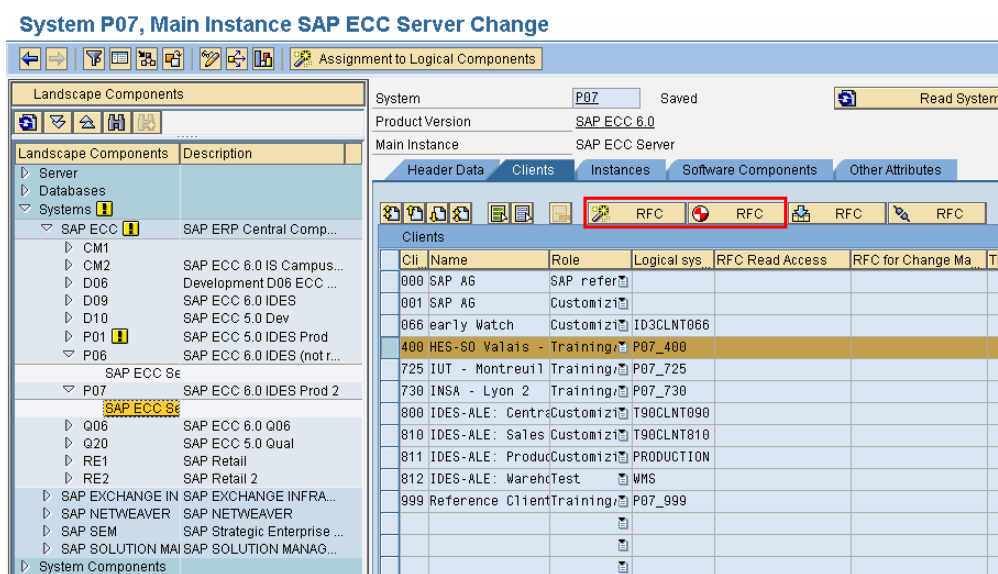 System P07, Main Instance SAP ECC Server Change
Assignment to Logical Components
Landscape Components
Landscape Components Description
Server
Databases
Systems
SAP ECC SAP ERP Central Comp...
CM1
CM2 SAP ECC 6.0 IS Campus...
D06 Development D06 ECC ...
D09 SAP ECC 6.0 IDES
D10 SAP ECC 5.0 Dev
P01 SAP ECC 5.0 IDES Prod
P06 SAP ECC 6.0 IDES (not r...
SAP ECC Se
P07 SAP ECC 6.0 IDES Prod 2
SAP ECC Se
Q06 SAP ECC 6.0 Q06
Q20 SAP ECC 5.0 Qual
RE1 SAP Retail
RE2 SAP Retail 2
SAP EXCHANGE IN SAP EXCHANGE INFRA...
SAP NETWEAVER SAP NETWEAVER
SAP SEM SAP Strategic Enterprise ...
SAP SOLUTION MAI SAP SOLUTION MANAG...
System Components
System P07 Saved Read System
Product Version SAP ECC 6.0
Main Instance SAP ECC Server
Header Data Clients Instances Software Components Other Attributes
RFC RFC RFC RFC
Clients
Cli... Name Role Logical sys... RFC Read Access RFC for Change Ma... T
000 SAP AG SAP refer
001 SAP AG Customizi
066 early Watch Customizi ID3CLNT066
400 HES-SO Valais - Training/ P07_400
725 IUT - Montreuil Training/ P07_725
730 INSA - Lyon 2 Training/ P07_730
800 IDES-ALE: Centra Customizi T90CLNT090
810 IDES-ALE: Sales Customizi T90CLNT810
811 IDES-ALE: Produc Customizi PRODUCTION
812 IDES-ALE: Wareho Test WMS
999 Reference Client Training/ P07_999